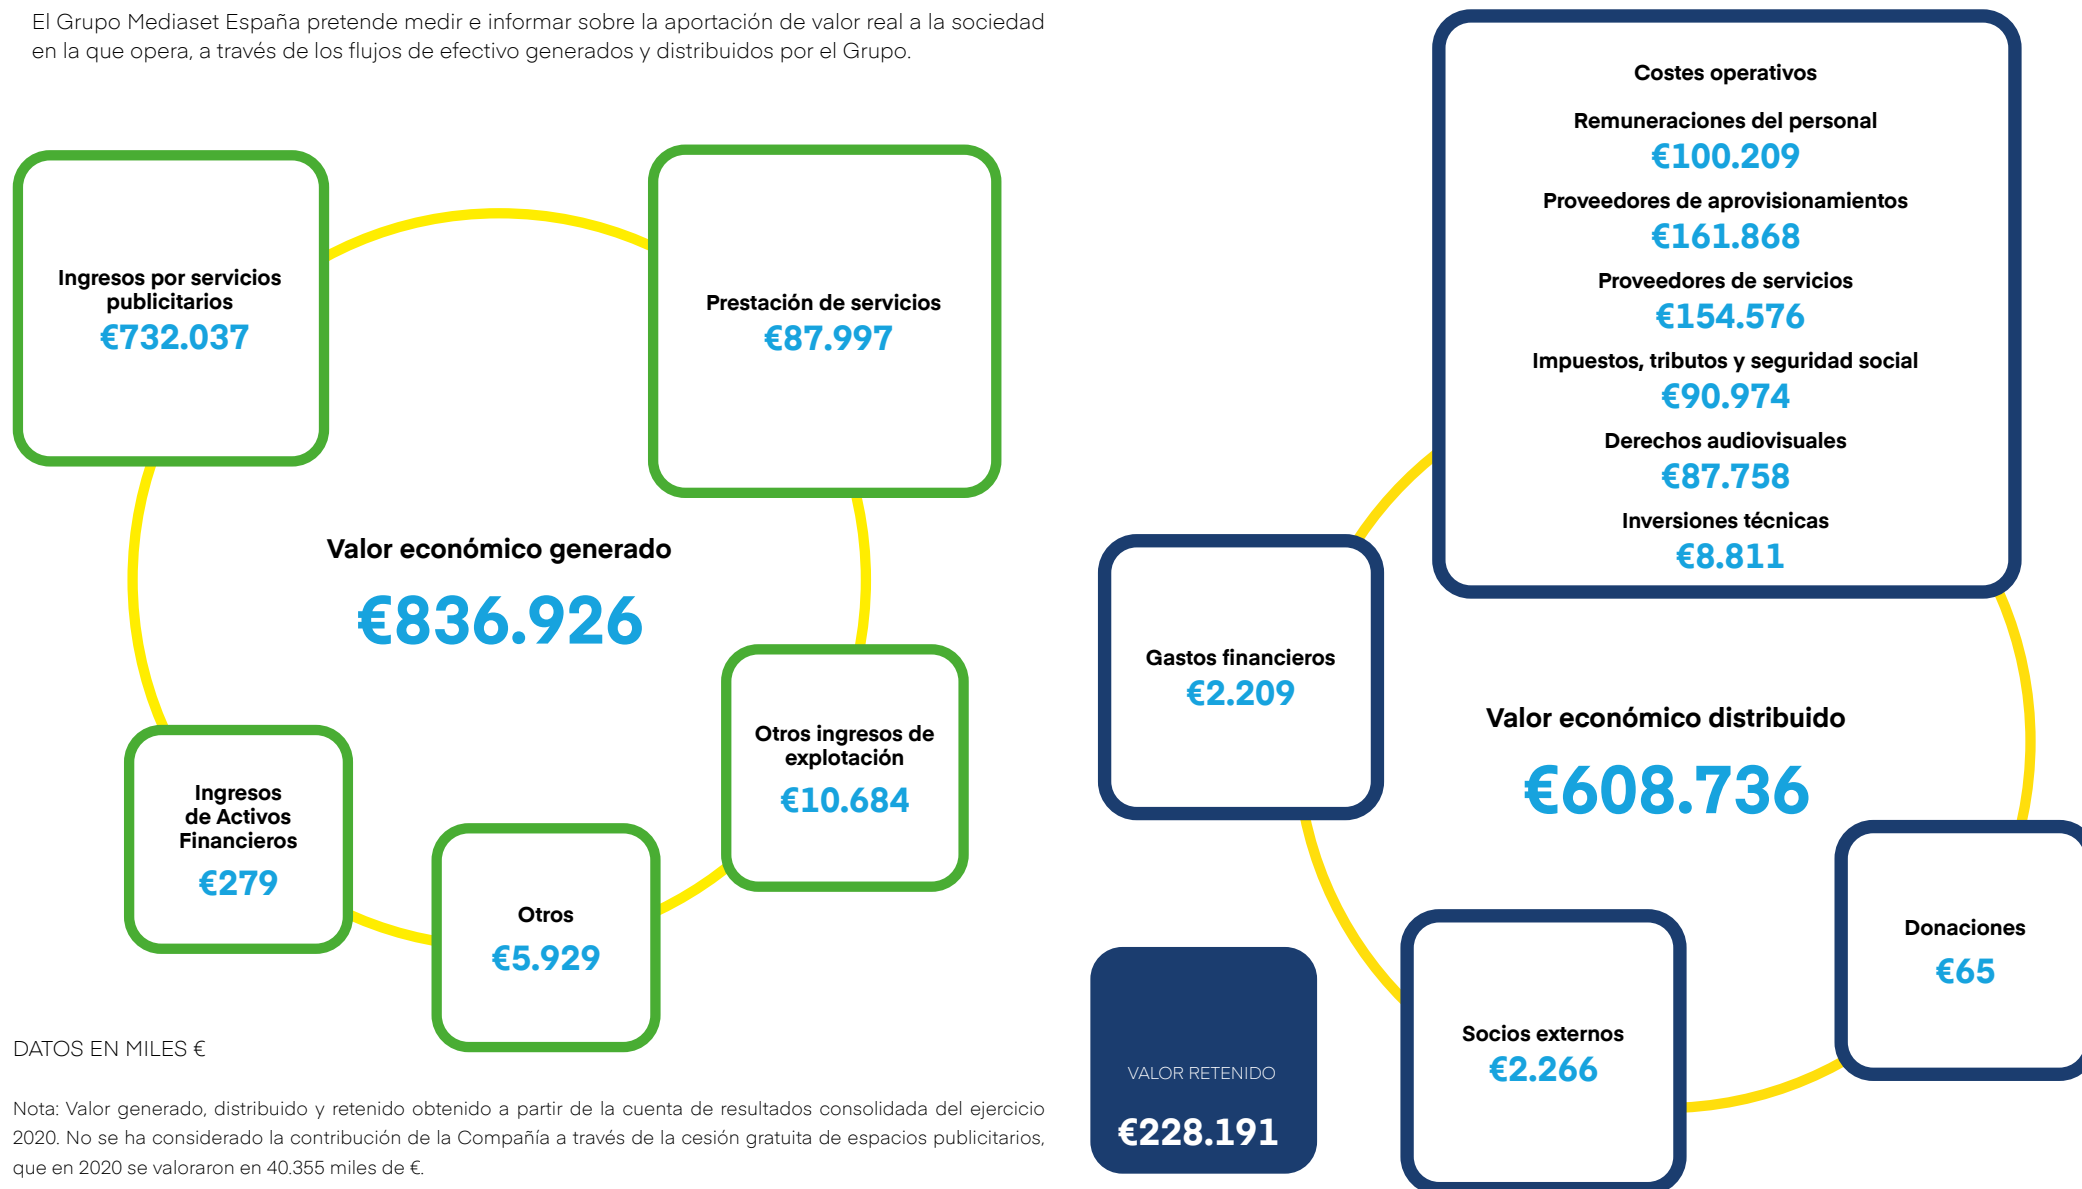 El Grupo Mediaset España pretende medir e informar sobre la aportación de valor real a la sociedad
en la que opera, a través de los flujos de efectivo generados y distribuidos por el Grupo.
Ingresos por servicios
publicitarios
€732.037
Prestación de servicios
€87.997
Valor económico generado
€836.926
Otros ingresos de
explotación
€10.684
Ingresos
de Activos
Financieros
€279
Otros
€5.929
DATOS EN MILES €
Nota: Valor generado, distribuido y retenido obtenido a partir de la cuenta de resultados consolidada del ejercicio
2020. No se ha considerado la contribución de la Compañía a través de la cesión gratuita de espacios publicitarios,
que en 2020 se valoraron en 40.355 miles de €.
Costes operativos
Remuneraciones del personal
€100.209
Proveedores de aprovisionamientos
€161.868
Proveedores de servicios
€154.576
Impuestos, tributos y seguridad social
€90.974
Derechos audiovisuales
€87.758
Inversiones técnicas
€8.811
Gastos financieros
€2.209
Valor económico distribuido
€608.736
Donaciones
€65
Socios externos
€2.266
VALOR RETENIDO
€228.191